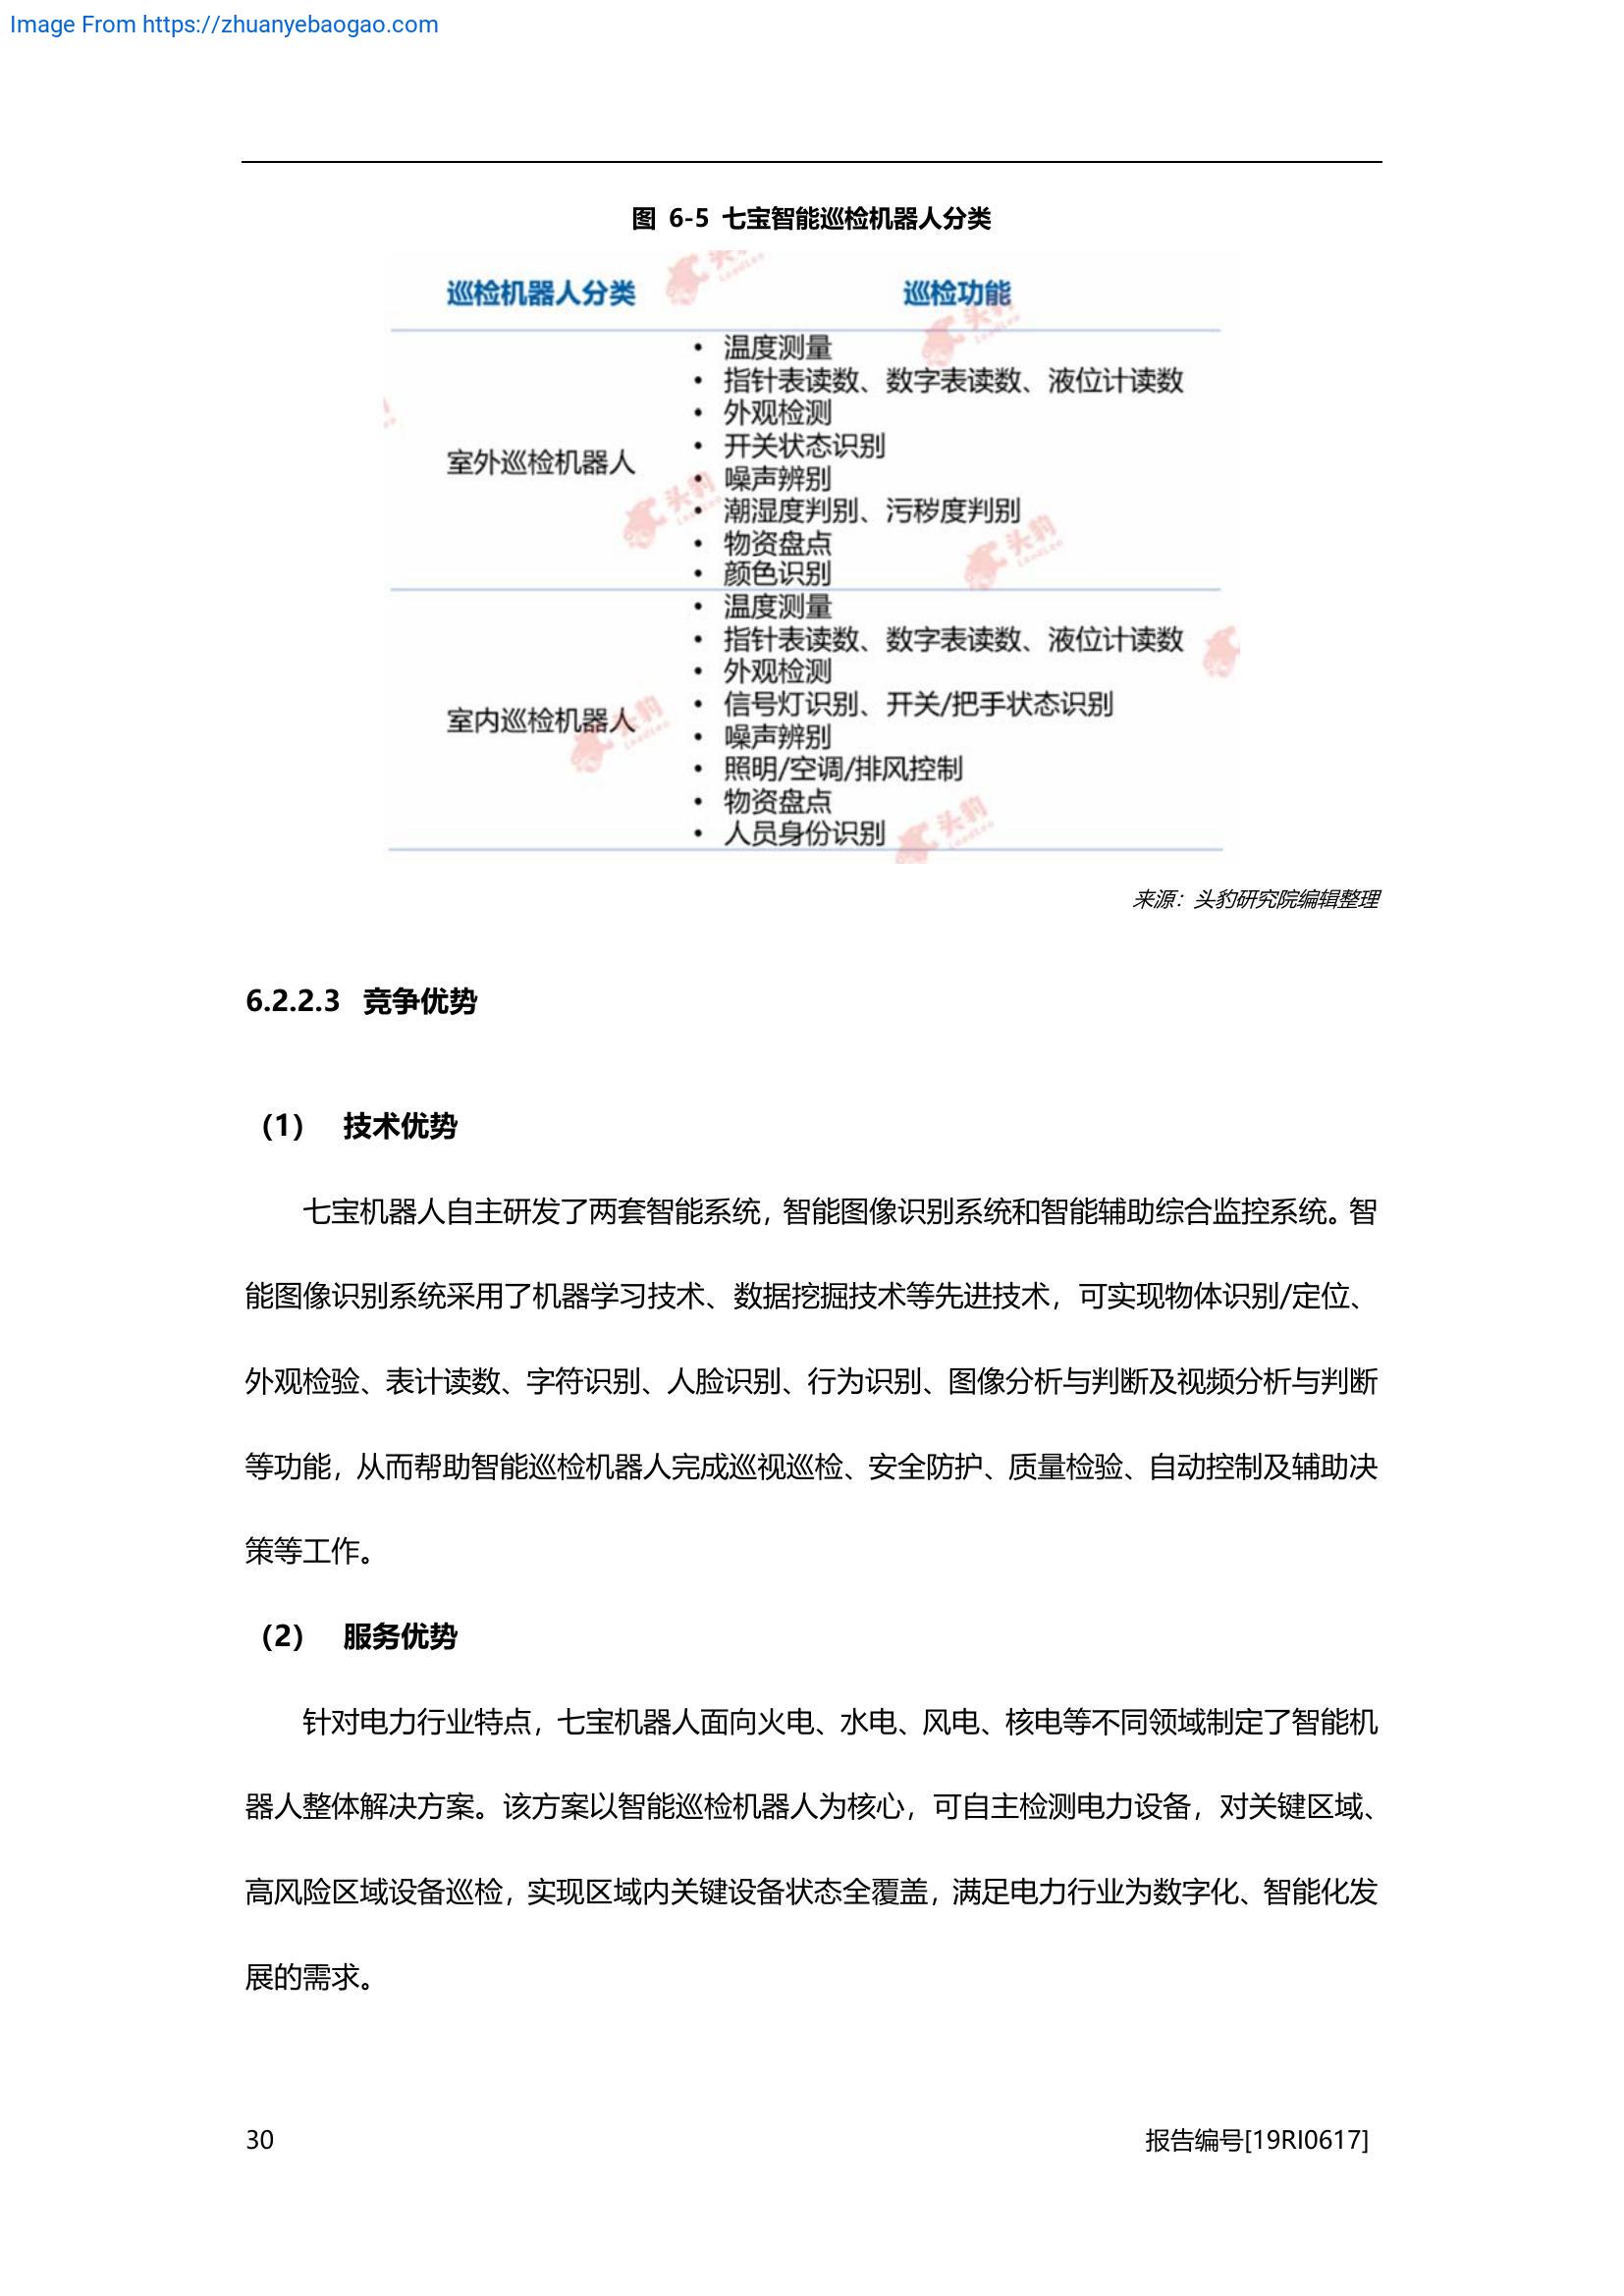 Image From https://zhuanyebaogao.com
图 6-5 七宝智能巡检机器人分类
巡检机器人分类 巡检功能
室外巡检机器人
• 温度测量
• 指针表读数、数字表读数、液位计读数
• 外观检测
• 开关状态识别
• 噪声辨别
• 潮湿度判别、污秽度判别
• 物资盘点
• 颜色识别
室内巡检机器人
• 温度测量
• 指针表读数、数字表读数、液位计读数
• 外观检测
• 信号灯识别、开关/把手状态识别
• 噪声辨别
• 照明/空调/排风控制
• 物资盘点
• 人员身份识别
头豹
LeadLeo
来源：头豹研究院编辑整理
6.2.2.3 竞争优势
（1） 技术优势
七宝机器人自主研发了两套智能系统，智能图像识别系统和智能辅助综合监控系统。智
能图像识别系统采用了机器学习技术、数据挖掘技术等先进技术，可实现物体识别/定位、
外观检验、表计读数、字符识别、人脸识别、行为识别、图像分析与判断及视频分析与判断
等功能，从而帮助智能巡检机器人完成巡视巡检、安全防护、质量检验、自动控制及辅助决
策等工作。
（2） 服务优势
针对电力行业特点，七宝机器人面向火电、水电、风电、核电等不同领域制定了智能机
器人整体解决方案。该方案以智能巡检机器人为核心，可自主检测电力设备，对关键区域、
高风险区域设备巡检，实现区域内关键设备状态全覆盖，满足电力行业为数字化、智能化发
展的需求。
30 报告编号[19RI0617]